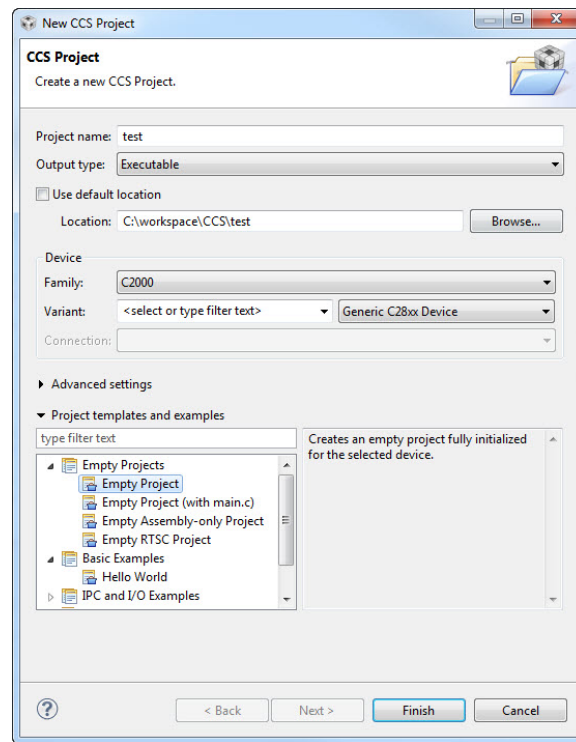 New CCS Project
CCS Project
Create a new CCS Project.
Project name: test
Output type: Executable
Use default location
Location: C:\workspace\CCS\test Browse...
Device
Family: C2000
Variant: <select or type filter text> Generic C28xx Device
Connection:
Advanced settings
Project templates and examples
type filter text
Creates an empty project fully initialized
for the selected device.
Empty Projects
Empty Project
Empty Project (with main.c)
Empty Assembly-only Project
Empty RTSC Project
Basic Examples
Hello World
IPC and I/O Examples
? < Back Next > Finish Cancel